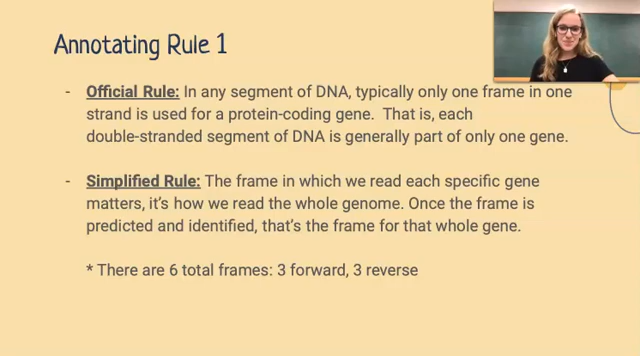 Annotating Rule 1
- Official Rule: In any segment of DNA, typically only one frame in one
strand is used for a protein-coding gene. That is, each
double-stranded segment of DNA is generally part of only one gene.
- Simplified Rule: The frame in which we read each specific gene
matters, it's how we read the whole genome. Once the frame is
predicted and identified, that's the frame for that whole gene.
* There are 6 total frames: 3 forward, 3 reverse